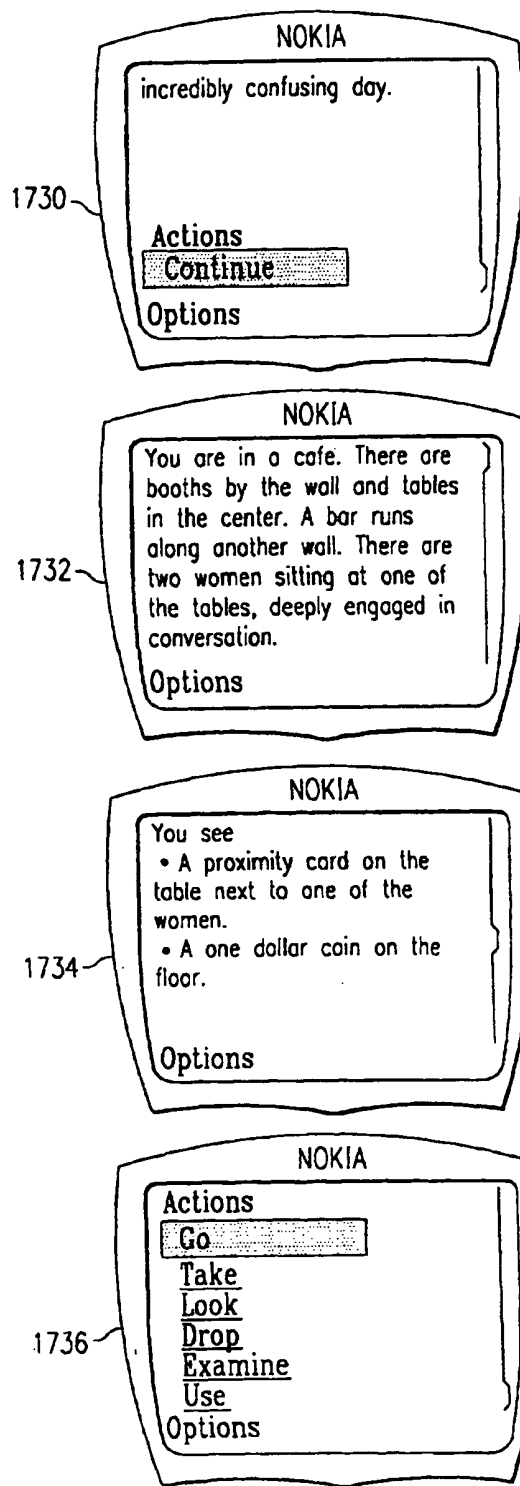 NOKIA
incredibly confusing day.
1730
Actions
Continue
Options
NOKIA
You are in a cafe. There are
booths by the wall and tables
in the center. A bar runs
along another wall. There are
1732
two women sitting at one of
the tables, deeply engaged in
conversation.
Options
NOKIA
You see
• A proximity card on the
table next to one of the
women.
• A one dollar coin on the
1734
floor.
Options
NOKIA
Actions
Go
Take
Look
Drop
1736
Examine
Use
Options